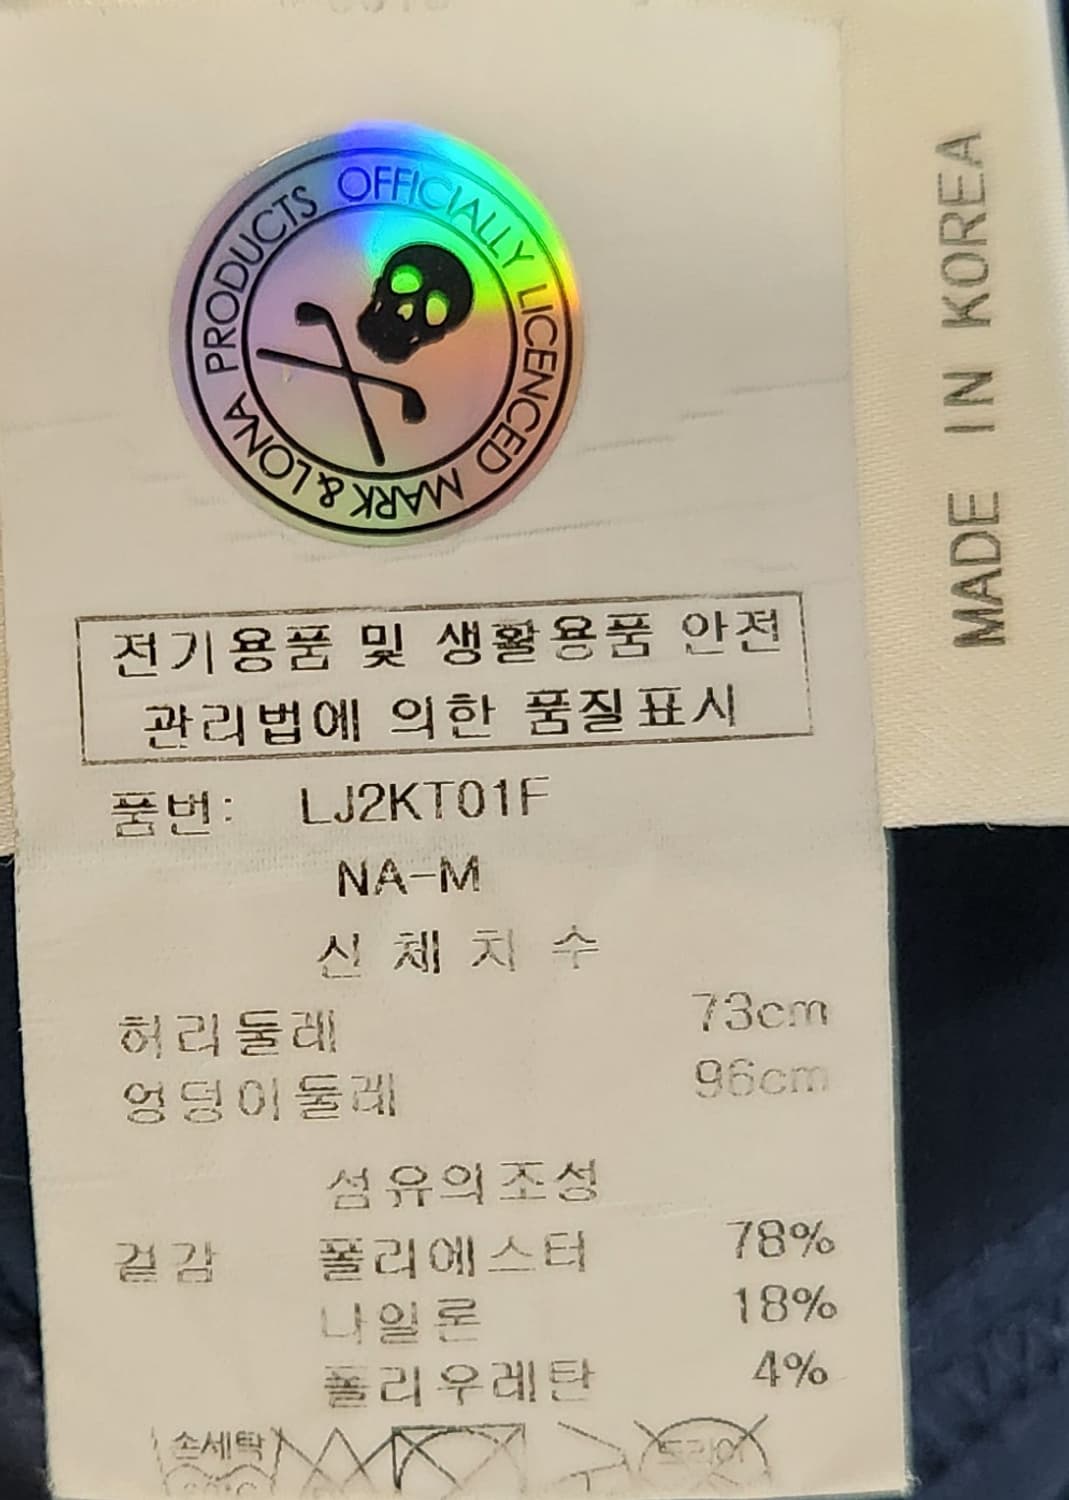 OFFICIALLY LICENCED MARK & LONA PRODUCTS
MADE IN KOREA
전기용품 및 생활용품 안전
관리법에 의한 품질표시
품번: LJ2KT01F
NA-M
신체치수
허리둘레 73cm
엉덩이둘레 96cm
섬유의조성
겉감 폴리에스터 78%
나일론 18%
폴리우레탄 4%
손세탁 드라이